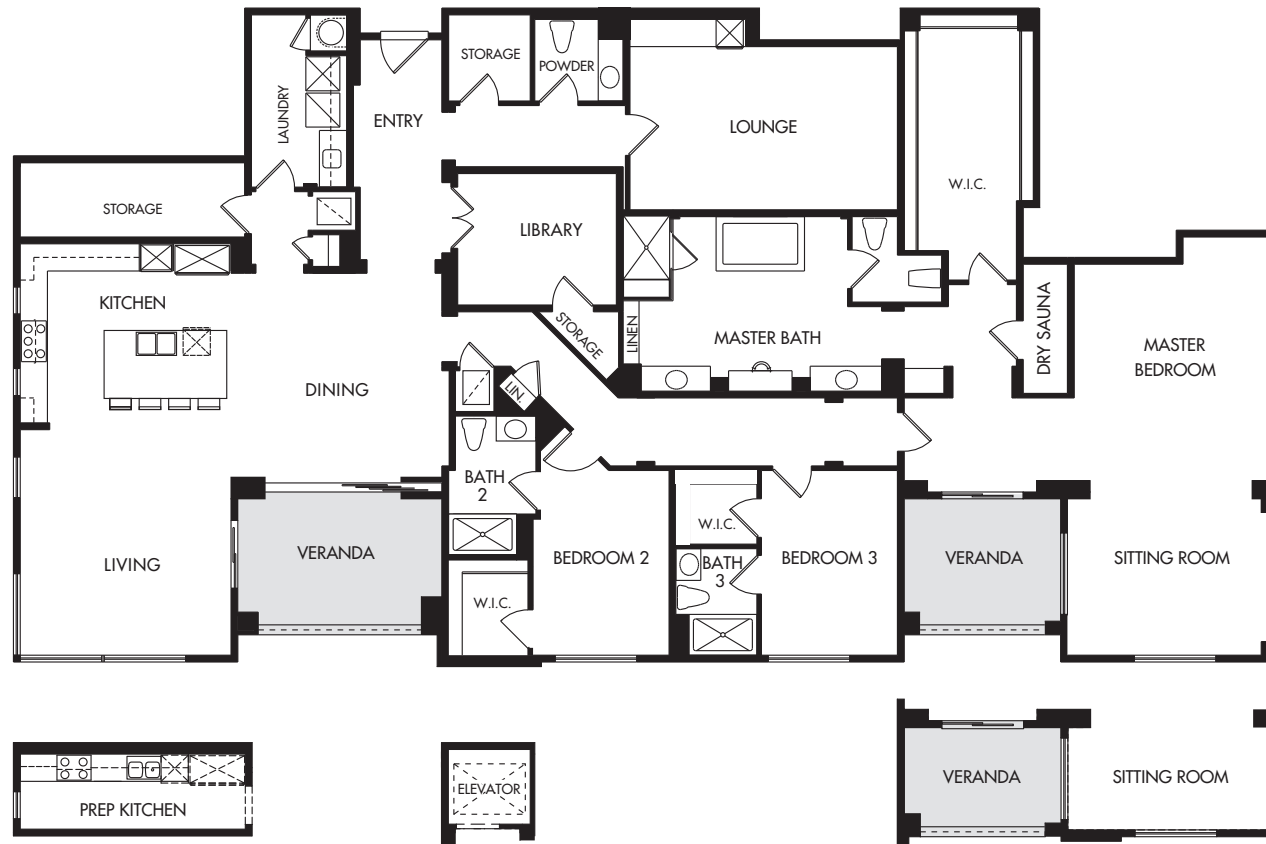 STORAGE
POWDER
LAUNDRY
ENTRY
LOUNGE
W.I.C.
STORAGE
LIBRARY
KITCHEN
STORAGE
LINEN
MASTER BATH
DRY SAUNA
MASTER
BEDROOM
DINING
LIN.
BATH
2
W.I.C.
VERANDA
LIVING
BEDROOM 2
BATH
3
BEDROOM 3
VERANDA
SITTING ROOM
W.I.C.
VERANDA
SITTING ROOM
ELEVATOR
PREP KITCHEN